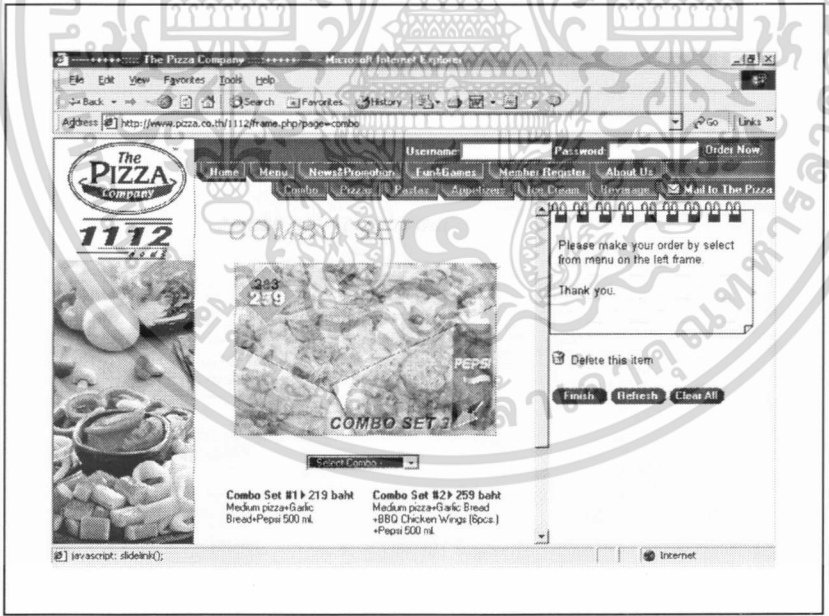 ----+++++::::: The Pizza Company :::::+++++---- - Microsoft Internet Explorer
File Edit View Favorites Tools Help
Back Search Favorites History
Address http://www.pizza.co.th/1112/frame.php?page=combo Go Links »
Username: Password: Order Now
Home Menu News&Promotion Fun&Games Member Register About Us
Combo Pizzas Pastas Appetizers Ice Cream Beverage Mail to The Pizza
The
PIZZA
Company
1112
COMBO SET
Please make your order by select
from menu on the left frame.
Thank you.
283
259
PEPSI
COMBO SET
Delete this item
Finish Refresh Clear All
Select Combo -
Combo Set #1 ▸ 219 baht
Medium pizza+Garlic
Bread+Pepsi 500 ml.
Combo Set #2 ▸ 259 baht
Medium pizza+Garlic Bread
+BBQ Chicken Wings (6pcs.)
+Pepsi 500 ml.
javascript: slidelink(); Internet